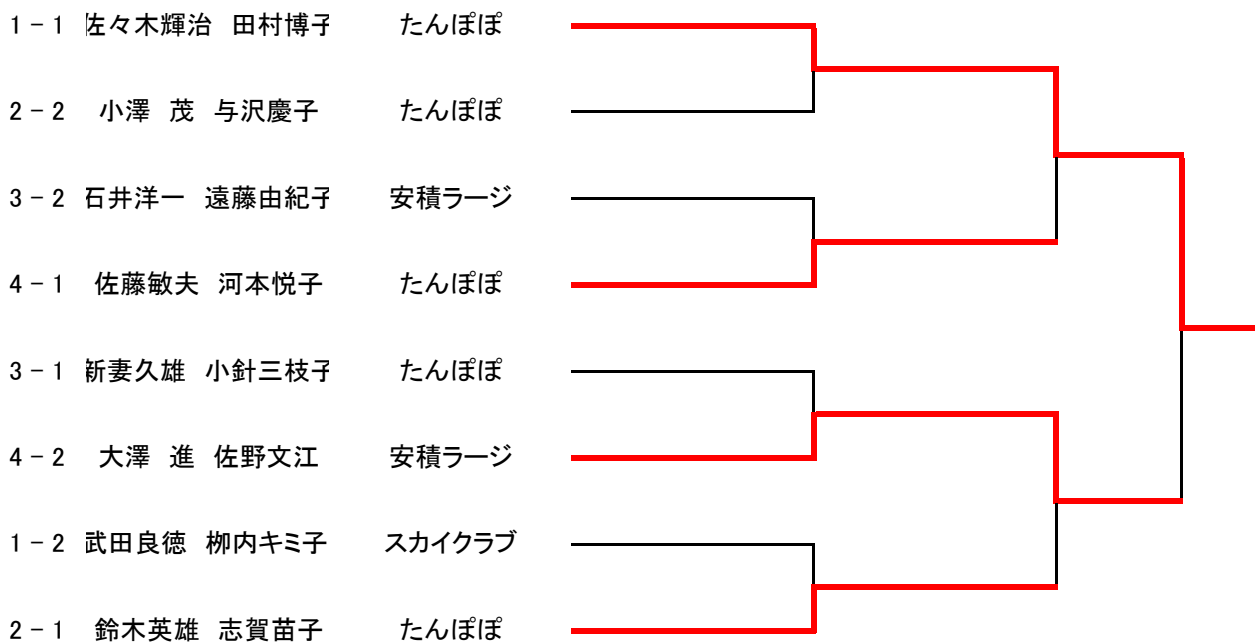 1－1 佐々木輝治 田村博子 たんぽぽ
2－2 小澤 茂 与沢慶子 たんぽぽ
3－2 石井洋一 遠藤由紀子 安積ラージ
4－1 佐藤敏夫 河本悦子 たんぽぽ
3－1 新妻久雄 小針三枝子 たんぽぽ
4－2 大澤 進 佐野文江 安積ラージ
1－2 武田良徳 栁内キミ子 スカイクラブ
2－1 鈴木英雄 志賀苗子 たんぽぽ